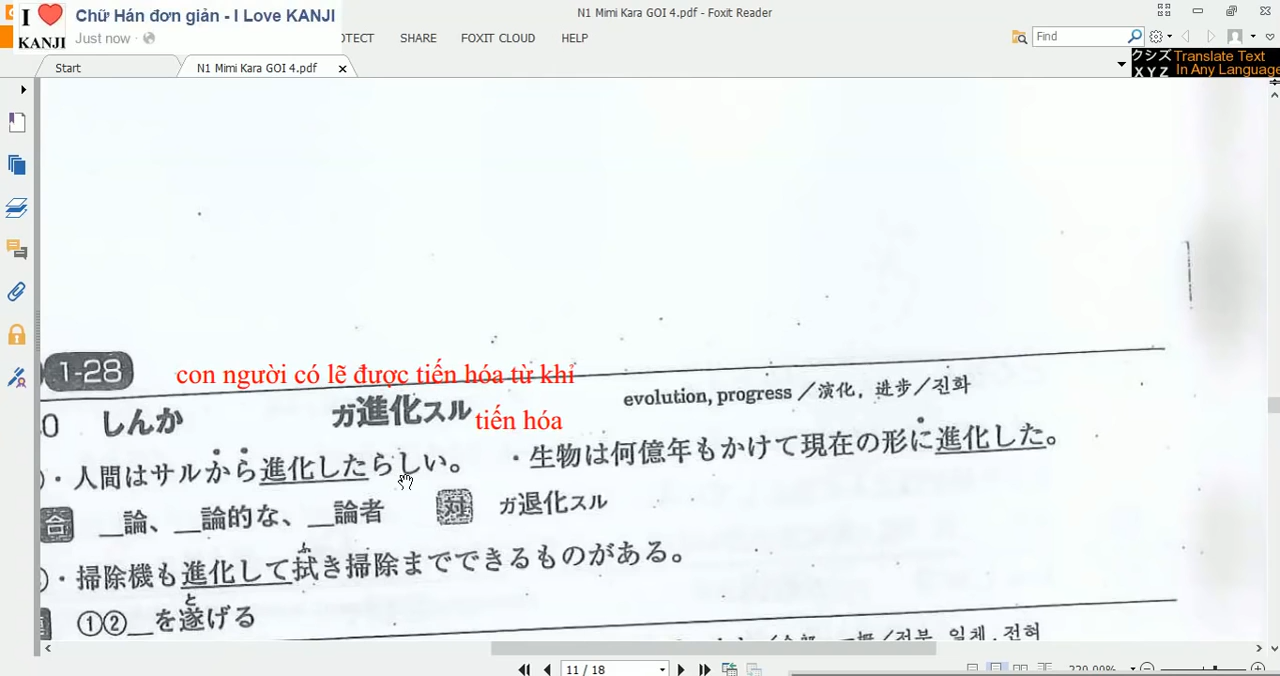 I ❤ KANJI
Chữ Hán đơn giản - I Love KANJI
Just now
N1 Mimi Kara GOI 4.pdf - Foxit Reader
OTECT SHARE FOXIT CLOUD HELP
Find
Start N1 Mimi Kara GOI 4.pdf
クシズ Translate Text
XYZ In Any Language
1-28
con người có lẽ được tiến hóa từ khỉ
0 しんか ガ進化スル tiến hóa evolution, progress／演化，进步／진화
・人間はサルから進化したらしい。 ・生物は何億年もかけて現在の形に進化した。
合 __論、__論的な、__論者 対 ガ退化スル
ふ
・掃除機も進化して拭き掃除までできるものがある。
と
①②__を遂げる
11 / 18
220.00%